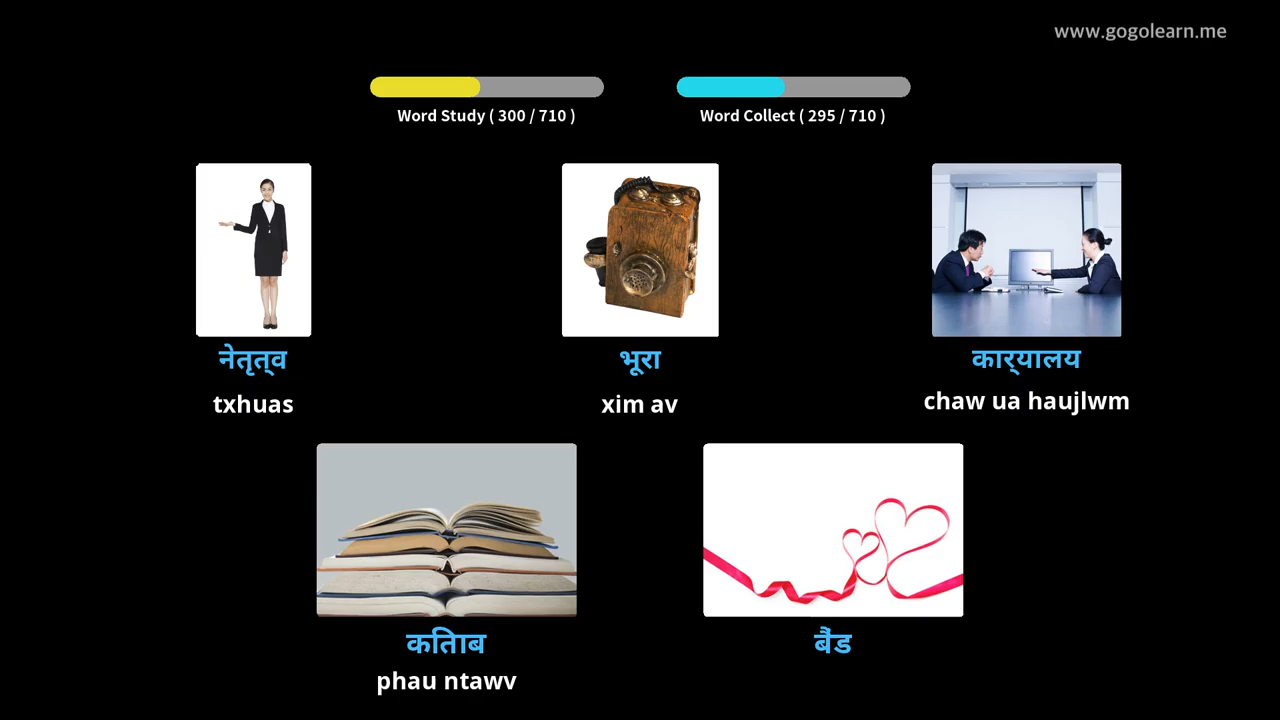 www.gogolearn.me
Word Study ( 300 / 710 )
Word Collect ( 295 / 710 )
नेतृत्व
txhuas
भूरा
xim av
कार्यालय
chaw ua haujlwm
किताब
phau ntawv
बैंड